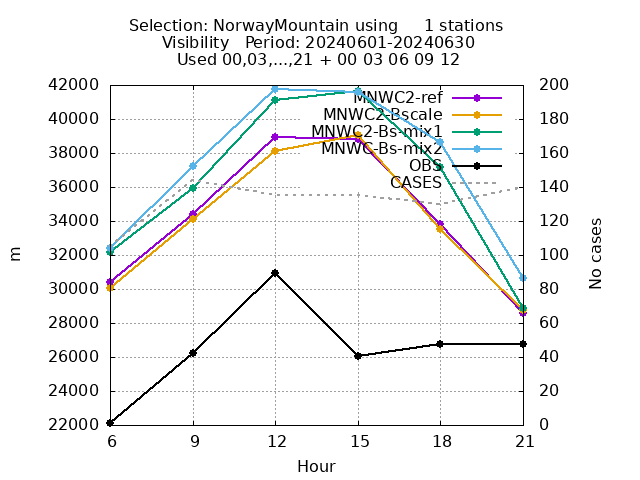 Selection: NorwayMountain using     1 stations
Visibility   Period: 20240601-20240630
Used 00,03,...,21 + 00 03 06 09 12
42000
40000
38000
36000
34000
32000
30000
28000
26000
24000
22000
m
200
180
160
140
120
100
80
60
40
20
0
No cases
MNWC2-ref
MNWC2-Bscale
MNWC2-Bs-mix1
MNWC-Bs-mix2
OBS
CASES
6 9 12 15 18 21
Hour